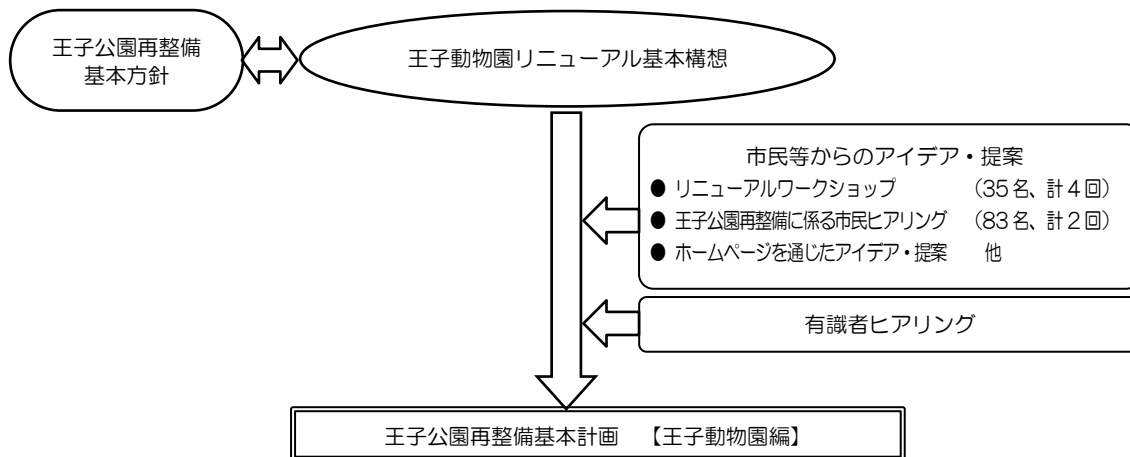 王子公園再整備
基本方針
王子動物園リニューアル基本構想
市民等からのアイデア・提案
● リニューアルワークショップ　　　（35名、計4回）
● 王子公園再整備に係る市民ヒアリング　（83名、計2回）
● ホームページを通じたアイデア・提案　　他
有識者ヒアリング
王子公園再整備基本計画　【王子動物園編】